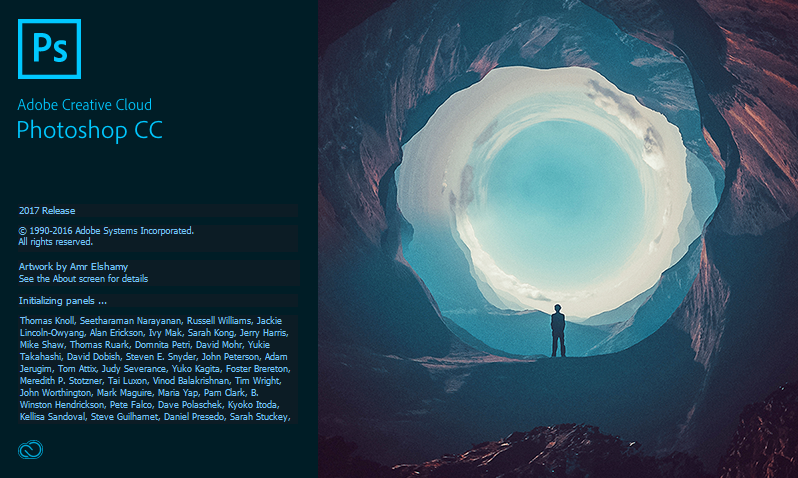 Ps
Adobe Creative Cloud
Photoshop CC
2017 Release
© 1990-2016 Adobe Systems Incorporated.
All rights reserved.
Artwork by Amr Elshamy
See the About screen for details
Initializing panels ...
Thomas Knoll, Seetharaman Narayanan, Russell Williams, Jackie
Lincoln-Owyang, Alan Erickson, Ivy Mak, Sarah Kong, Jerry Harris,
Mike Shaw, Thomas Ruark, Domnita Petri, David Mohr, Yukie
Takahashi, David Dobish, Steven E. Snyder, John Peterson, Adam
Jerugim, Tom Attix, Judy Severance, Yuko Kagita, Foster Brereton,
Meredith P. Stotzner, Tai Luxon, Vinod Balakrishnan, Tim Wright,
John Worthington, Mark Maguire, Maria Yap, Pam Clark, B.
Winston Hendrickson, Pete Falco, Dave Polaschek, Kyoko Itoda,
Kellisa Sandoval, Steve Guilhamet, Daniel Presedo, Sarah Stuckey,